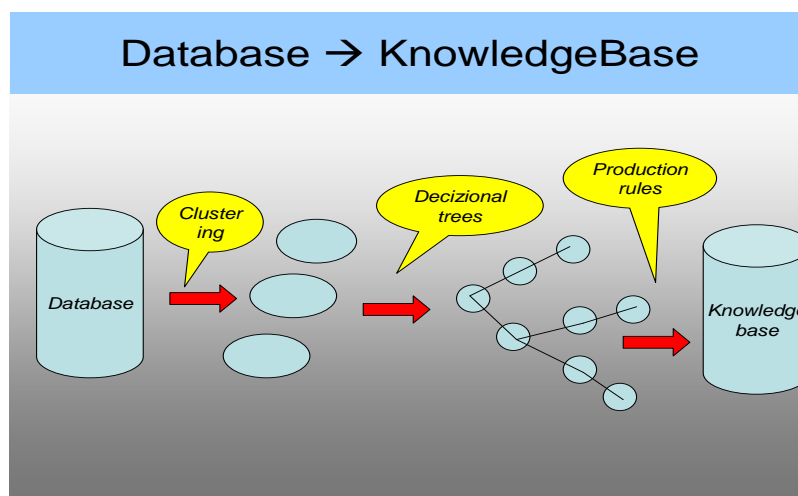 Database → KnowledgeBase
Production
rules
Decizional
trees
Cluster
ing
Database
Knowledge
base